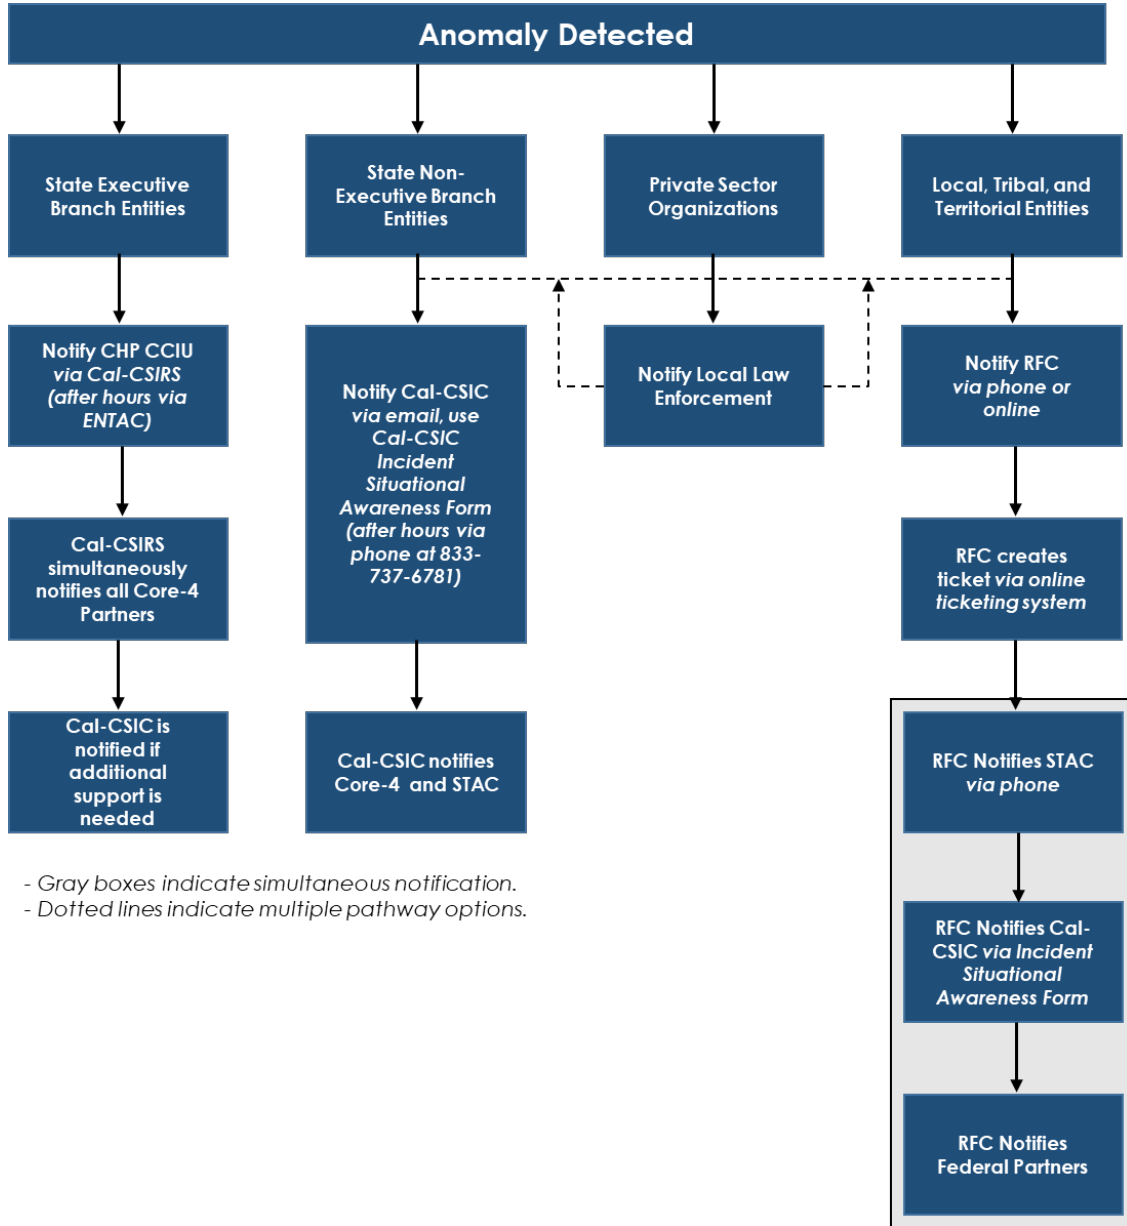 Anomaly Detected
State Executive
Branch Entities
State Non-
Executive Branch
Entities
Private Sector
Organizations
Local, Tribal, and
Territorial Entities
Notify CHP CCIU
via Cal-CSIRS
(after hours via
ENTAC)
Notify Cal-CSIC
via email, use
Cal-CSIC
Incident
Situational
Awareness Form
(after hours via
phone at 833-
737-6781)
Notify Local Law
Enforcement
Notify RFC
via phone or
online
Cal-CSIRS
simultaneously
notifies all Core-4
Partners
RFC creates
ticket via online
ticketing system
Cal-CSIC is
notified if
additional
support is
needed
Cal-CSIC notifies
Core-4 and STAC
RFC Notifies STAC
via phone
- Gray boxes indicate simultaneous notification.
- Dotted lines indicate multiple pathway options.
RFC Notifies Cal-
CSIC via Incident
Situational
Awareness Form
RFC Notifies
Federal Partners